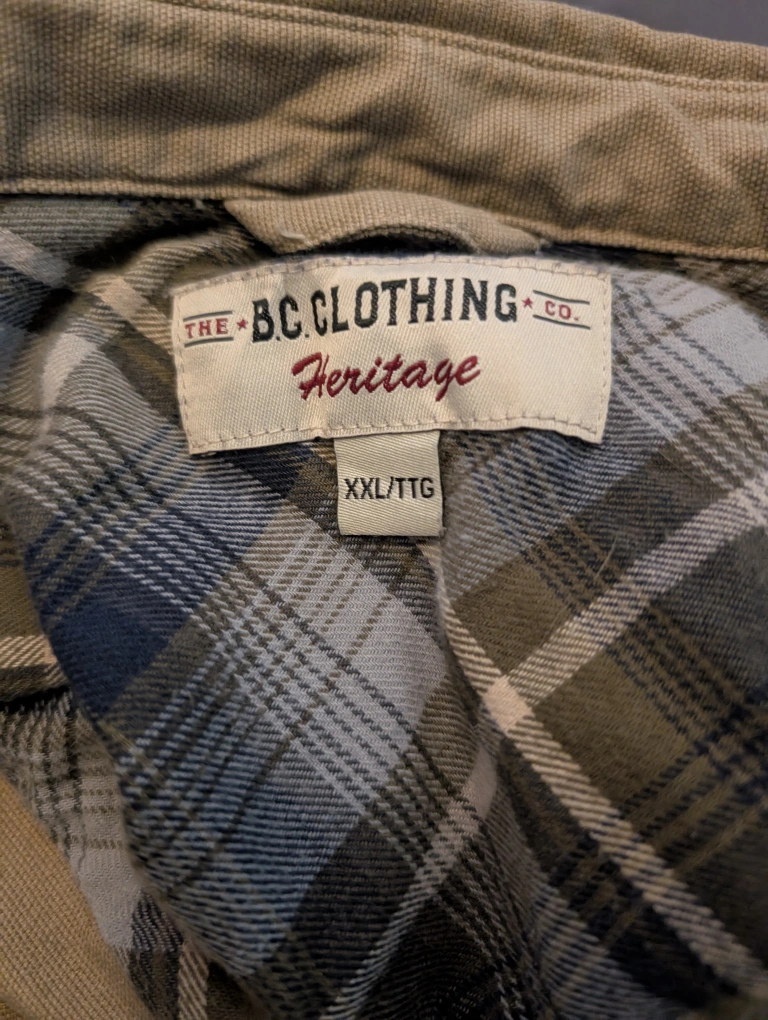 THE ★ B.C. CLOTHING ★ CO.
Heritage
XXL/TTG